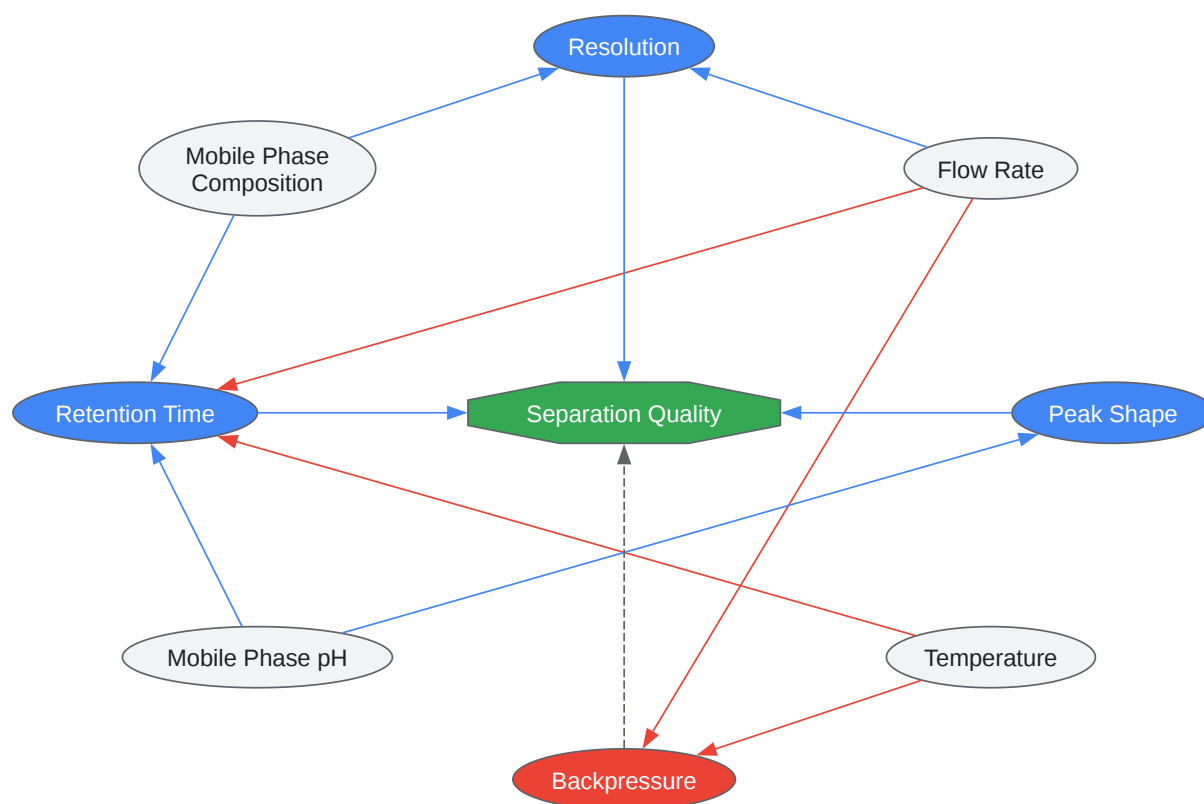 Resolution
Mobile Phase
Composition
Flow Rate
Retention Time
Separation Quality
Peak Shape
Mobile Phase pH
Temperature
Backpressure